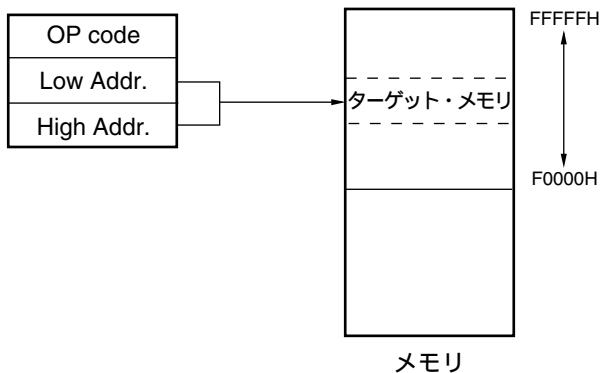 OP code
Low Addr.
High Addr.
FFFFFH
ターゲット・メモリ
F0000H
メモリ